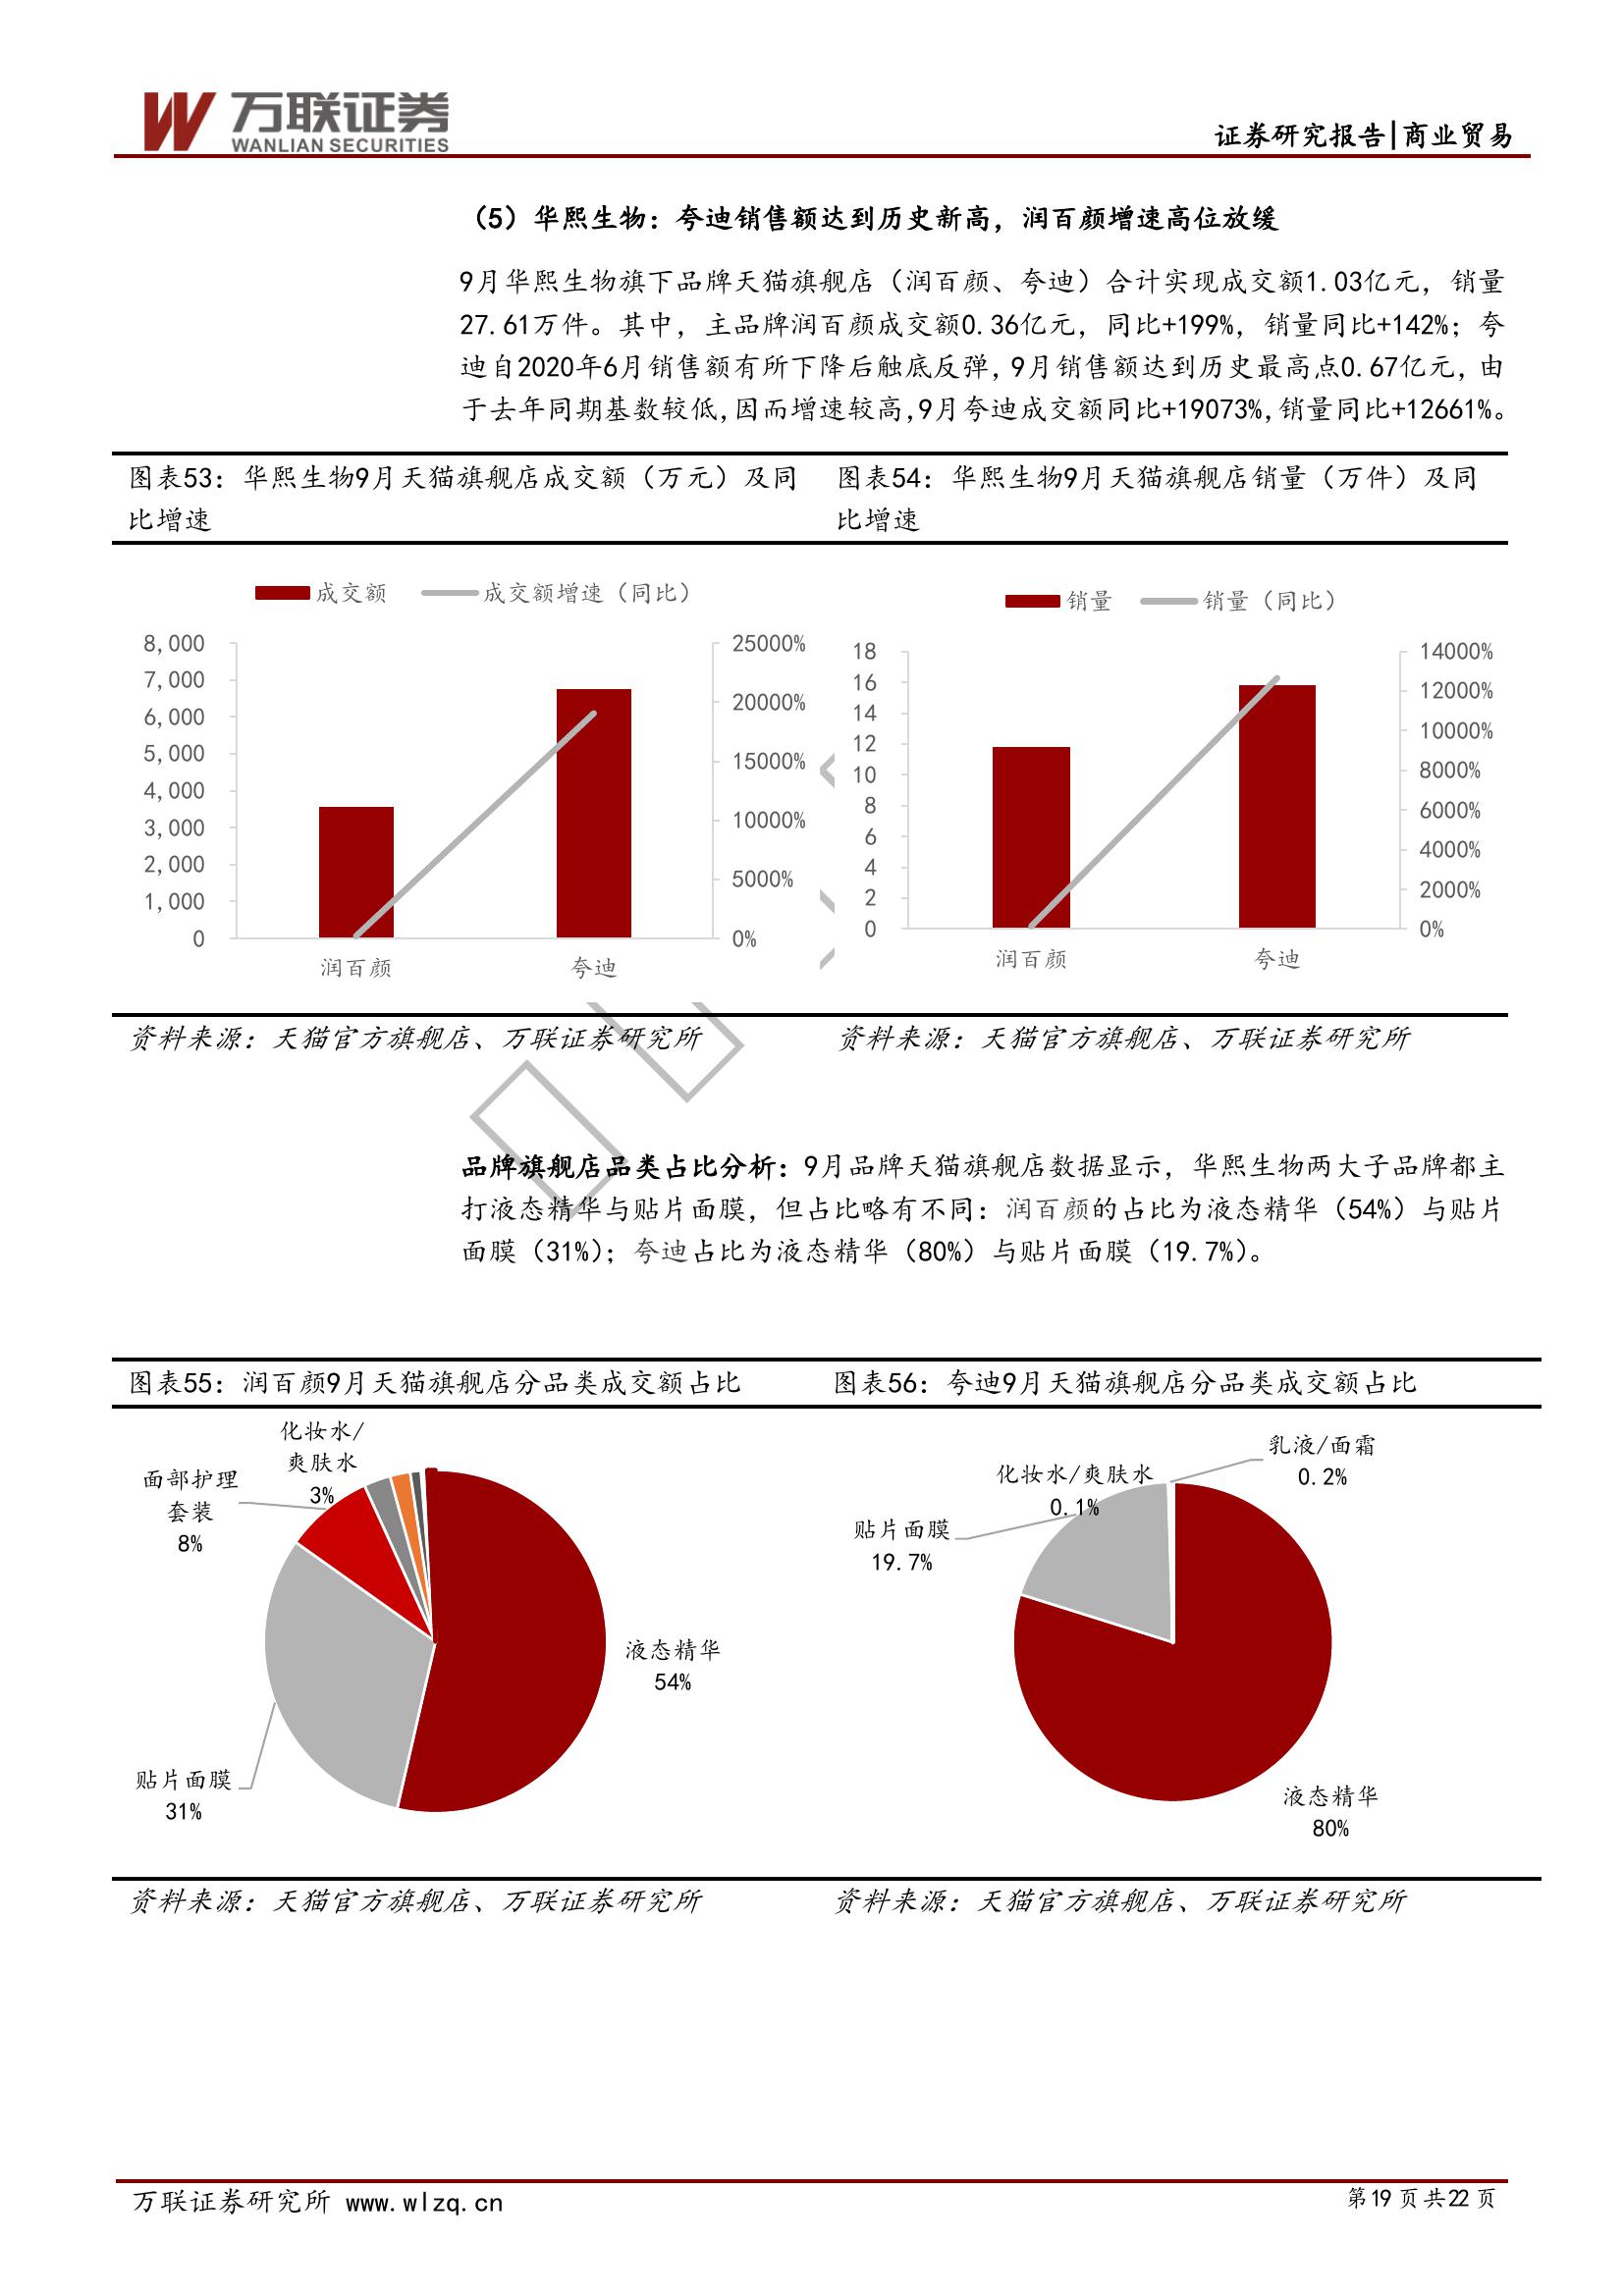 万联证券
WANLIAN SECURITIES
证券研究报告|商业贸易
（5）华熙生物：夸迪销售额达到历史新高，润百颜增速高位放缓
9月华熙生物旗下品牌天猫旗舰店（润百颜、夸迪）合计实现成交额1.03亿元，销量
27.61万件。其中，主品牌润百颜成交额0.36亿元，同比+199%，销量同比+142%；夸
迪自2020年6月销售额有所下降后触底反弹，9月销售额达到历史最高点0.67亿元，由
于去年同期基数较低，因而增速较高，9月夸迪成交额同比+19073%，销量同比+12661%。
图表53：华熙生物9月天猫旗舰店成交额（万元）及同
比增速
成交额
成交额增速（同比）
8,000
7,000
6,000
5,000
4,000
3,000
2,000
1,000
0
25000%
20000%
15000%
10000%
5000%
0%
润百颜
夸迪
资料来源：天猫官方旗舰店、万联证券研究所
图表54：华熙生物9月天猫旗舰店销量（万件）及同
比增速
销量
销量（同比）
18
16
14
12
10
8
6
4
2
0
14000%
12000%
10000%
8000%
6000%
4000%
2000%
0%
润百颜
夸迪
资料来源：天猫官方旗舰店、万联证券研究所
品牌旗舰店品类占比分析：9月品牌天猫旗舰店数据显示，华熙生物两大子品牌都主
打液态精华与贴片面膜，但占比略有不同：润百颜的占比为液态精华（54%）与贴片
面膜（31%）；夸迪占比为液态精华（80%）与贴片面膜（19.7%）。
图表55：润百颜9月天猫旗舰店分品类成交额占比
化妆水/
爽肤水
3%
面部护理
套装
8%
液态精华
54%
贴片面膜
31%
资料来源：天猫官方旗舰店、万联证券研究所
图表56：夸迪9月天猫旗舰店分品类成交额占比
乳液/面霜
0.2%
化妆水/爽肤水
0.1%
贴片面膜
19.7%
液态精华
80%
资料来源：天猫官方旗舰店、万联证券研究所
万联证券研究所 www.wlzq.cn
第19页共22页